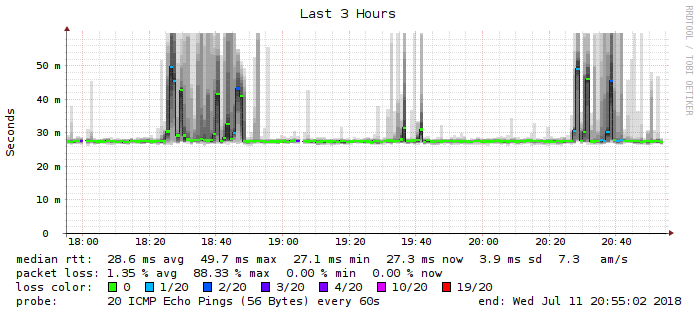 Last 3 Hours
RRDTOOL / TOBI OETIKER
Seconds
50 m
40 m
30 m
20 m
10 m
0
18:00 18:20 18:40 19:00 19:20 19:40 20:00 20:20 20:40
median rtt: 28.6 ms avg 49.7 ms max 27.1 ms min 27.3 ms now 3.9 ms sd 7.3 am/s
packet loss: 1.35 % avg 88.33 % max 0.00 % min 0.00 % now
loss color: 0 1/20 2/20 3/20 4/20 10/20 19/20
probe: 20 ICMP Echo Pings (56 Bytes) every 60s end: Wed Jul 11 20:55:02 2018